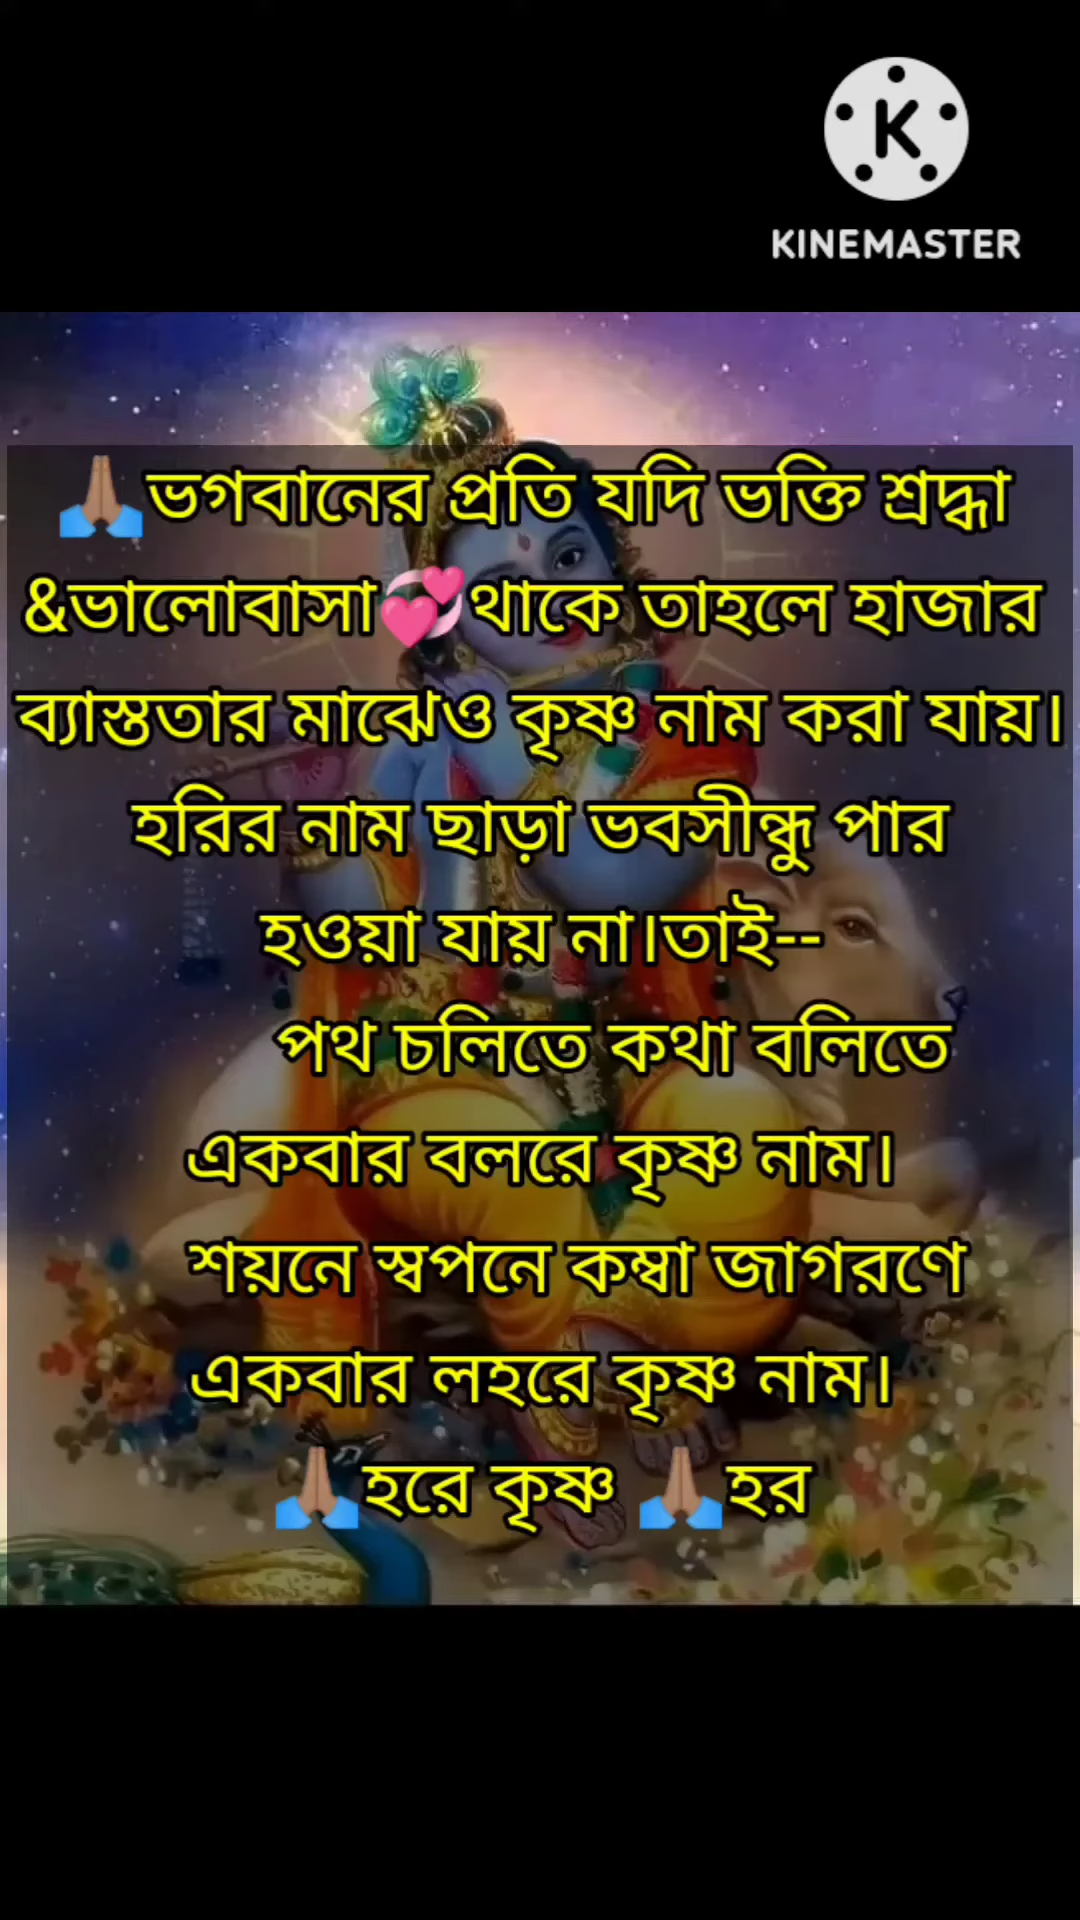 K
KINEMASTER
🙏🏽ভগবানের প্রতি যদি ভক্তি শ্রদ্ধা
&ভালোবাসা💞থাকে তাহলে হাজার
ব্যাস্ততার মাঝেও কৃষ্ণ নাম করা যায়।
হরির নাম ছাড়া ভবসীন্ধু পার
হওয়া যায় না।তাই--
পথ চলিতে কথা বলিতে
একবার বলরে কৃষ্ণ নাম।
শয়নে স্বপনে কম্বা জাগরণে
একবার লহরে কৃষ্ণ নাম।
🙏🏽হরে কৃষ্ণ 🙏🏽হর